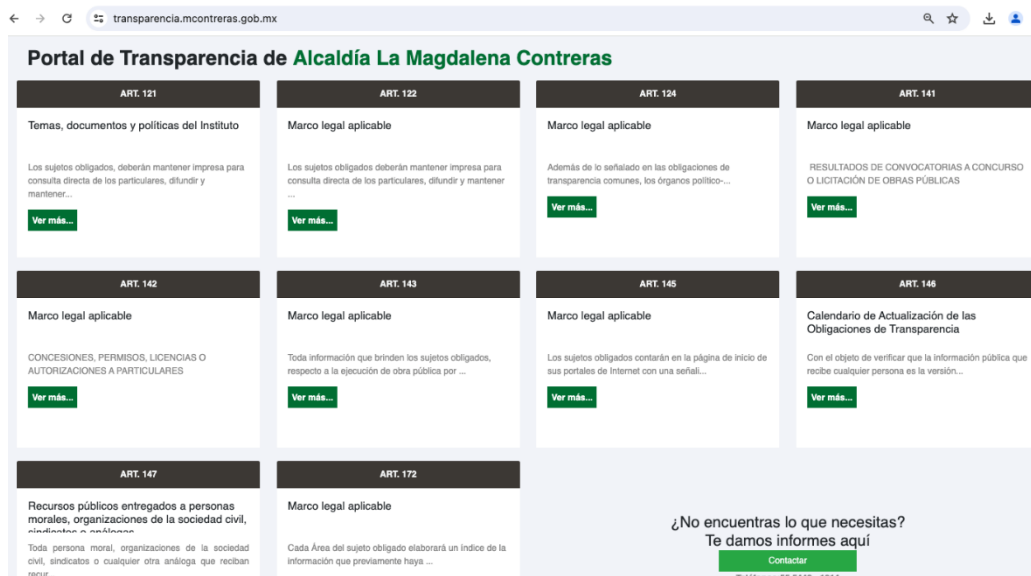 transparencia.mcontreras.gob.mx
Portal de Transparencia de Alcaldía La Magdalena Contreras
ART. 121
Temas, documentos y políticas del Instituto
Los sujetos obligados, deberán mantener impresa para
consulta directa de los particulares, difundir y
mantener...
Ver más...
ART. 122
Marco legal aplicable
Los sujetos obligados deberán mantener impresa para
consulta directa de los particulares, difundir y mantener
...
Ver más...
ART. 124
Marco legal aplicable
Además de lo señalado en las obligaciones de
transparencia comunes, los órganos político-...
Ver más...
ART. 141
Marco legal aplicable
RESULTADOS DE CONVOCATORIAS A CONCURSO
O LICITACIÓN DE OBRAS PÚBLICAS
Ver más...
ART. 142
Marco legal aplicable
CONCESIONES, PERMISOS, LICENCIAS O
AUTORIZACIONES A PARTICULARES
Ver más...
ART. 143
Marco legal aplicable
Toda información que brinden los sujetos obligados,
respecto a la ejecución de obra pública por ...
Ver más...
ART. 145
Marco legal aplicable
Los sujetos obligados contarán en la página de inicio de
sus portales de Internet con una señali...
Ver más...
ART. 146
Calendario de Actualización de las
Obligaciones de Transparencia
Con el objeto de verificar que la información pública que
recibe cualquier persona es la versión...
Ver más...
ART. 147
Recursos públicos entregados a personas
morales, organizaciones de la sociedad civil,
sindicatos o análogas
Toda persona moral, organizaciones de la sociedad
civil, sindicatos o cualquier otra análoga que reciban
recur...
ART. 172
Marco legal aplicable
Cada Área del sujeto obligado elaborará un índice de la
información que previamente haya ...
¿No encuentras lo que necesitas?
Te damos informes aquí
Contactar